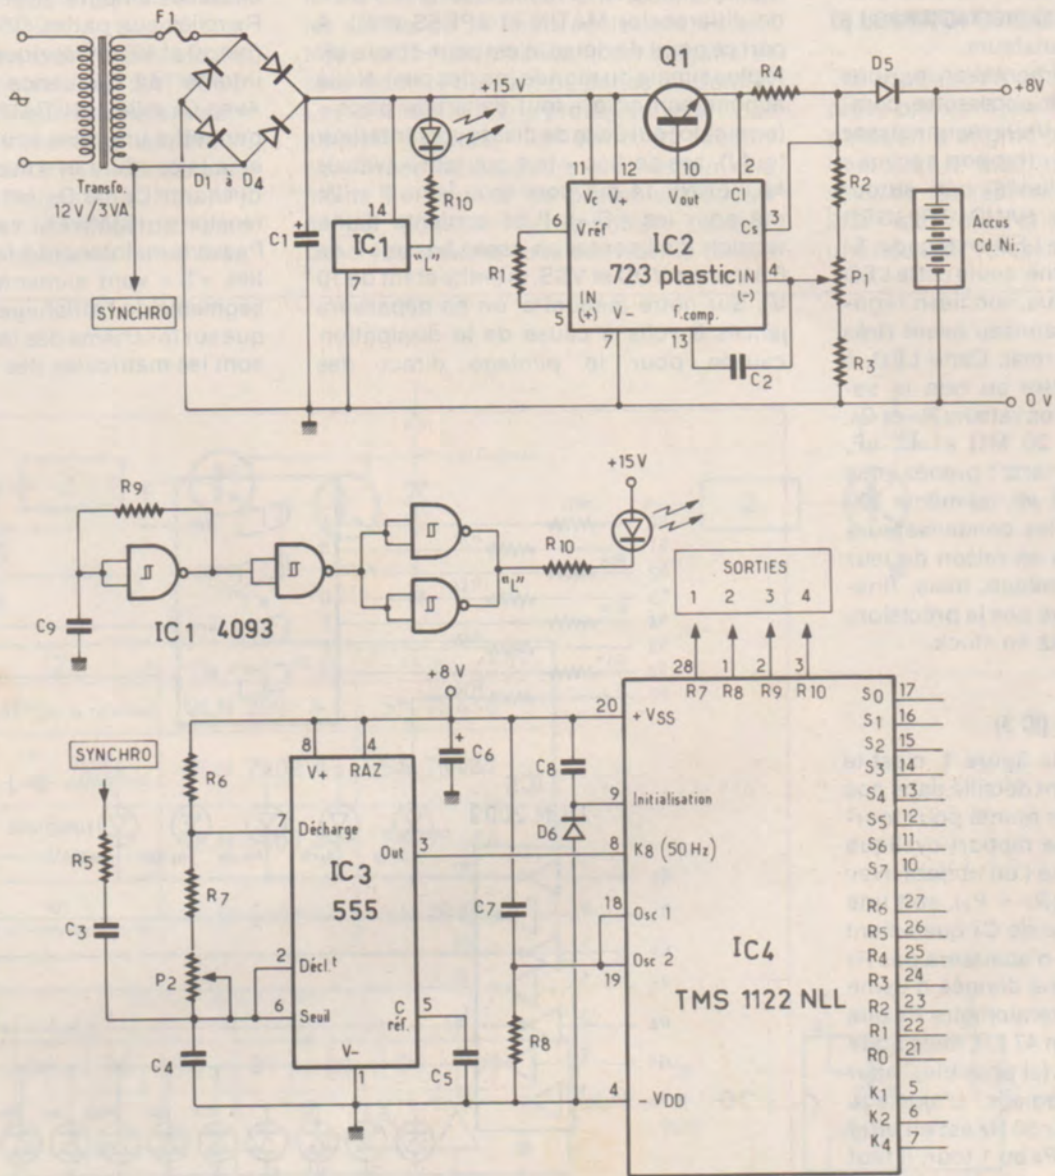 F1
Q1
R4
D5
+8V
+15V
Transfo.
12V/3VA
D1 à D4
R10
C1
14
IC1
"L"
7
R1
11
12
10
2
Vc
V+
Vout
CL
6
Vréf
IC2
Cs
3
723 plastic
IN
(-)
4
IN
(+)
5
V-
f.comp.
7
13
C2
R2
P1
R3
Accus
Cd.Ni.
SYNCHRO
0V
R9
C9
IC1 4093
"L"
R10
+15V
SORTIES
1 2 3 4
28 1 2 3
R7 R8 R9 R10
+8V
SYNCHRO
R5
C3
R6
R7
P2
C4
8
4
V+
RAZ
7
Décharge
Out
3
IC3
555
2
Décl.t
6
Seuil
C
réf.
5
V-
1
C5
C6
C7
R8
C8
D6
20
+VSS
9
Initialisation
8
K8 (50Hz)
18
Osc 1
Osc 2
19
IC4
TMS 1122 NLL
4
-VDD
S0 17
S1 16
S2 15
S3 14
S4 13
S5 12
S6 11
S7 10
R6 27
R5 26
R4 25
R3 24
R2 23
R1 22
R0 21
K1 5
K2 6
K4 7